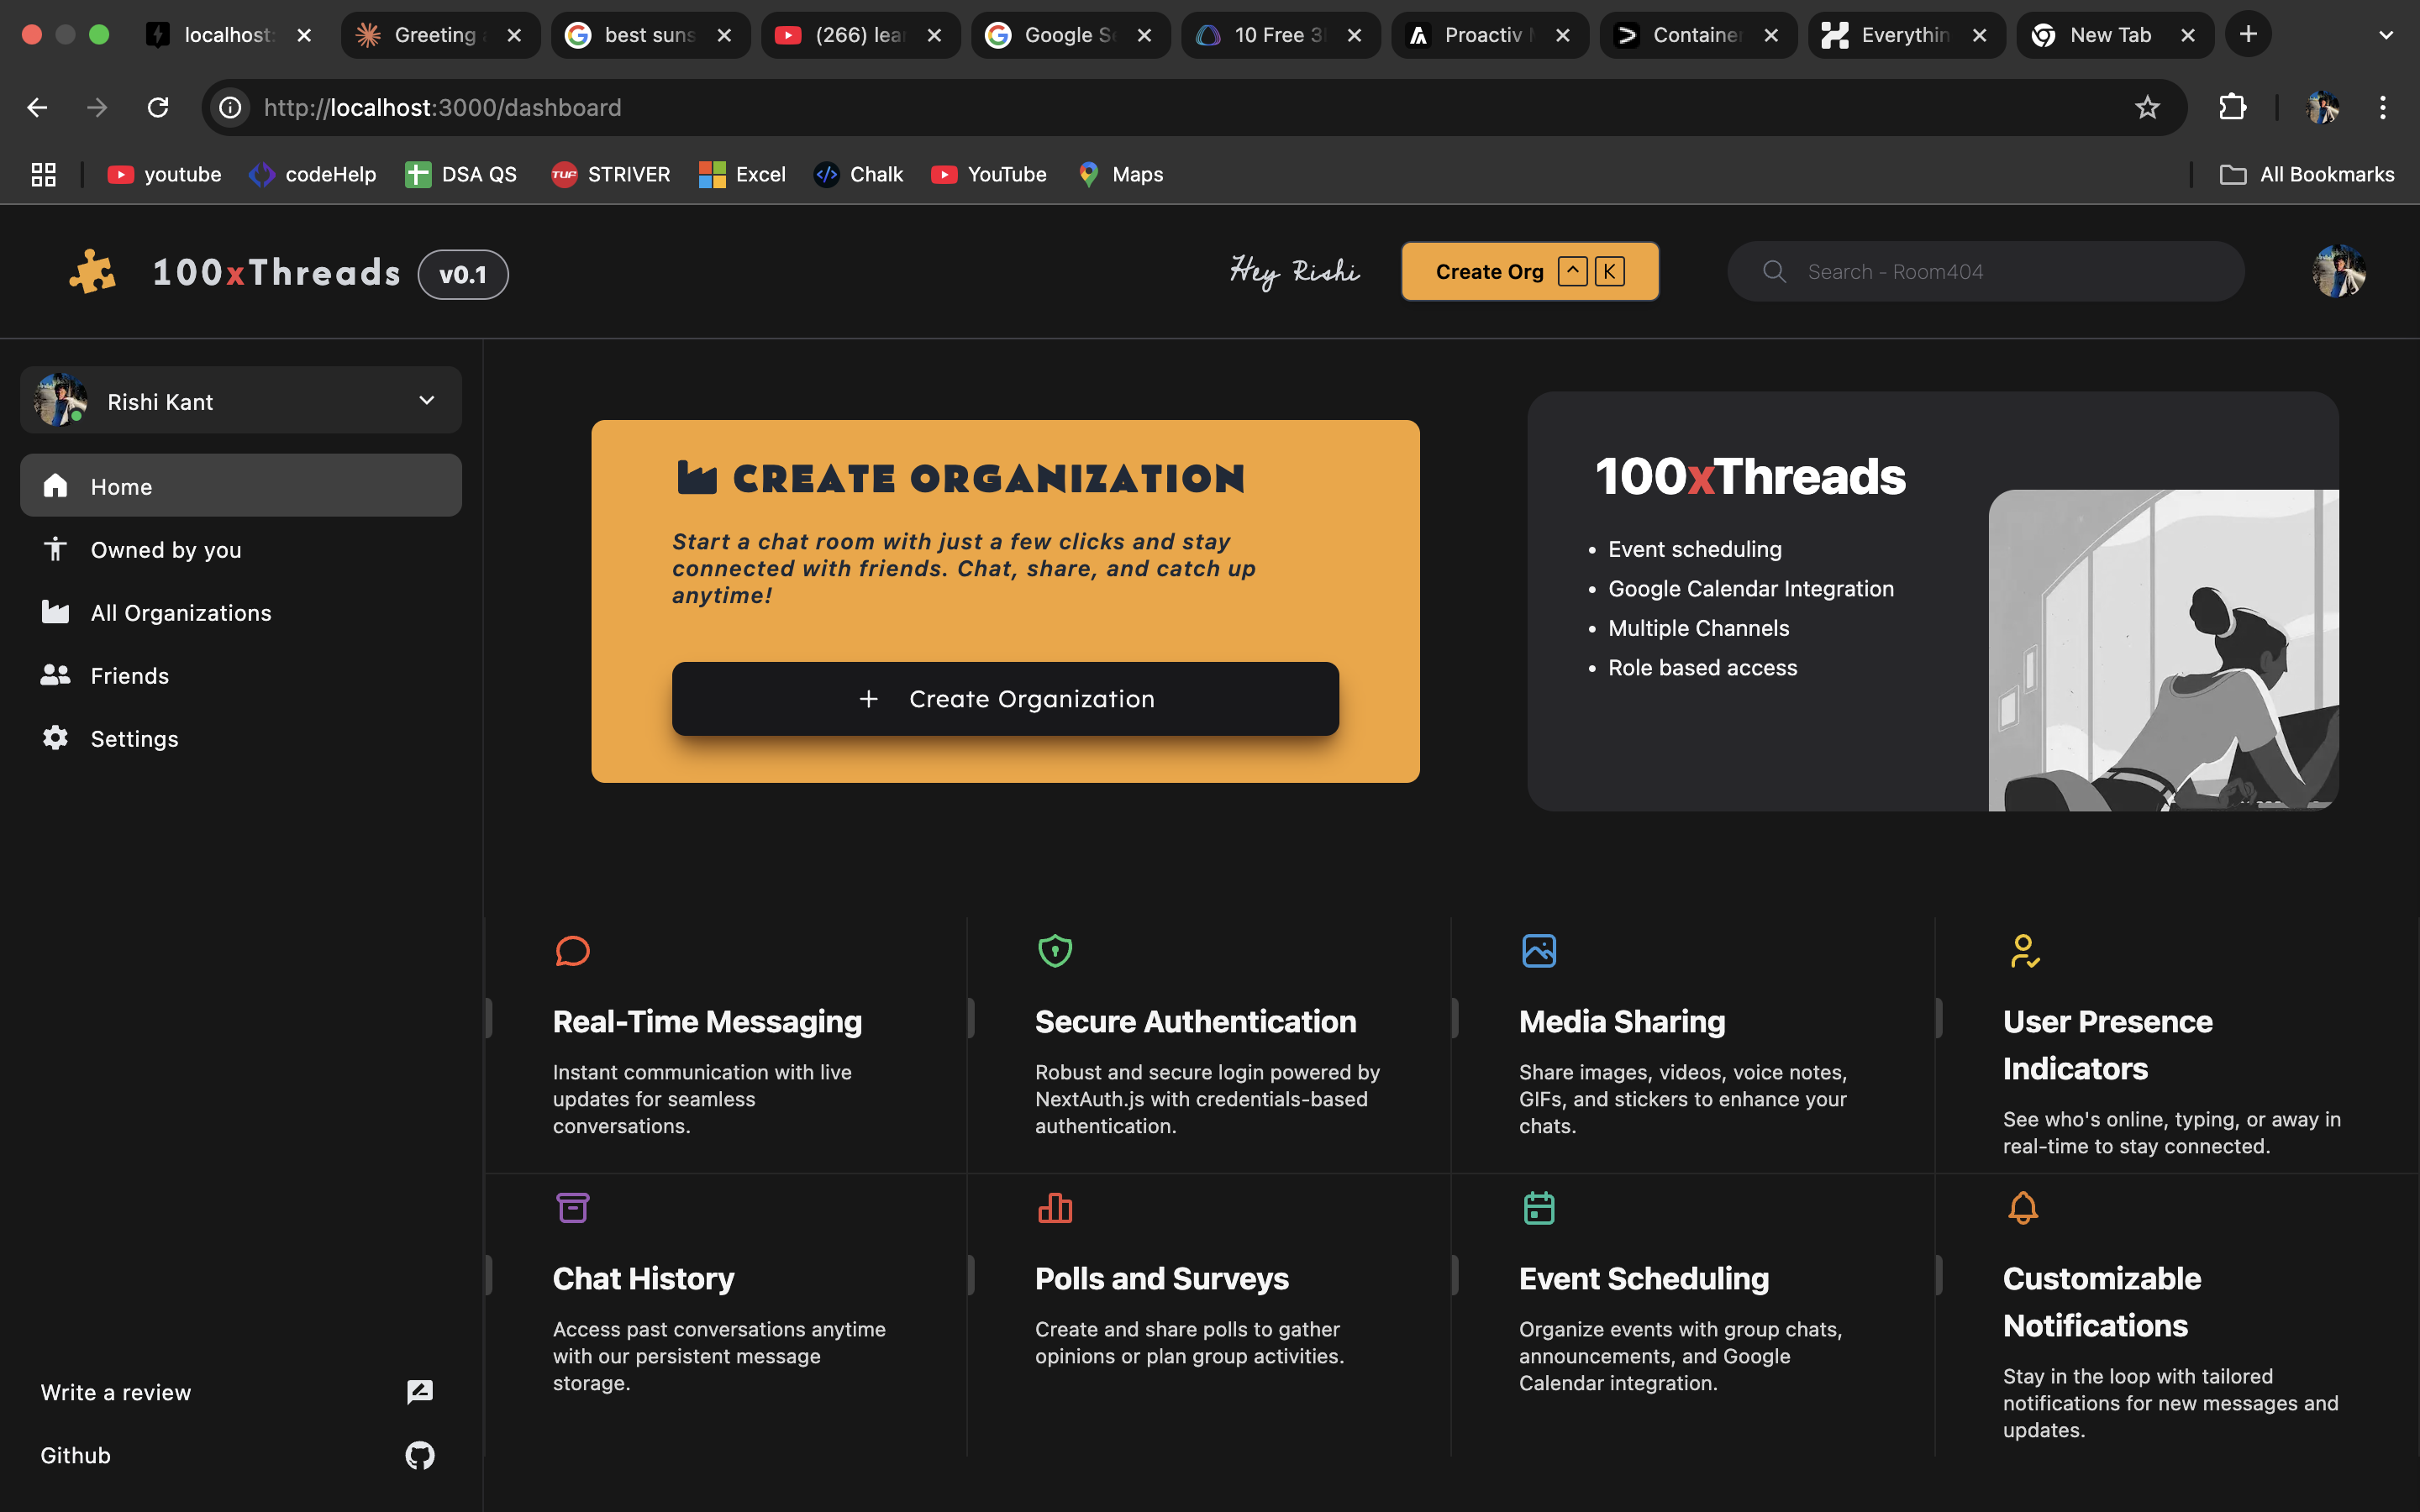 localhost:
Greeting
best suns
(266) lear
Google Se
10 Free 3
Proactiv
Container
Everythin
New Tab
http://localhost:3000/dashboard
youtube
codeHelp
DSA QS
TUF
STRIVER
Excel
Chalk
YouTube
Maps
All Bookmarks
100xThreads
v0.1
Hey Rishi
Create Org ^ K
Search - Room404
Rishi Kant
Home
Owned by you
All Organizations
Friends
Settings
Write a review
Github
CREATE ORGANIZATION
Start a chat room with just a few clicks and stay
connected with friends. Chat, share, and catch up
anytime!
+ Create Organization
100xThreads
• Event scheduling
• Google Calendar Integration
• Multiple Channels
• Role based access
Real-Time Messaging
Instant communication with live
updates for seamless
conversations.
Secure Authentication
Robust and secure login powered by
NextAuth.js with credentials-based
authentication.
Media Sharing
Share images, videos, voice notes,
GIFs, and stickers to enhance your
chats.
User Presence
Indicators
See who's online, typing, or away in
real-time to stay connected.
Chat History
Access past conversations anytime
with our persistent message
storage.
Polls and Surveys
Create and share polls to gather
opinions or plan group activities.
Event Scheduling
Organize events with group chats,
announcements, and Google
Calendar integration.
Customizable
Notifications
Stay in the loop with tailored
notifications for new messages and
updates.